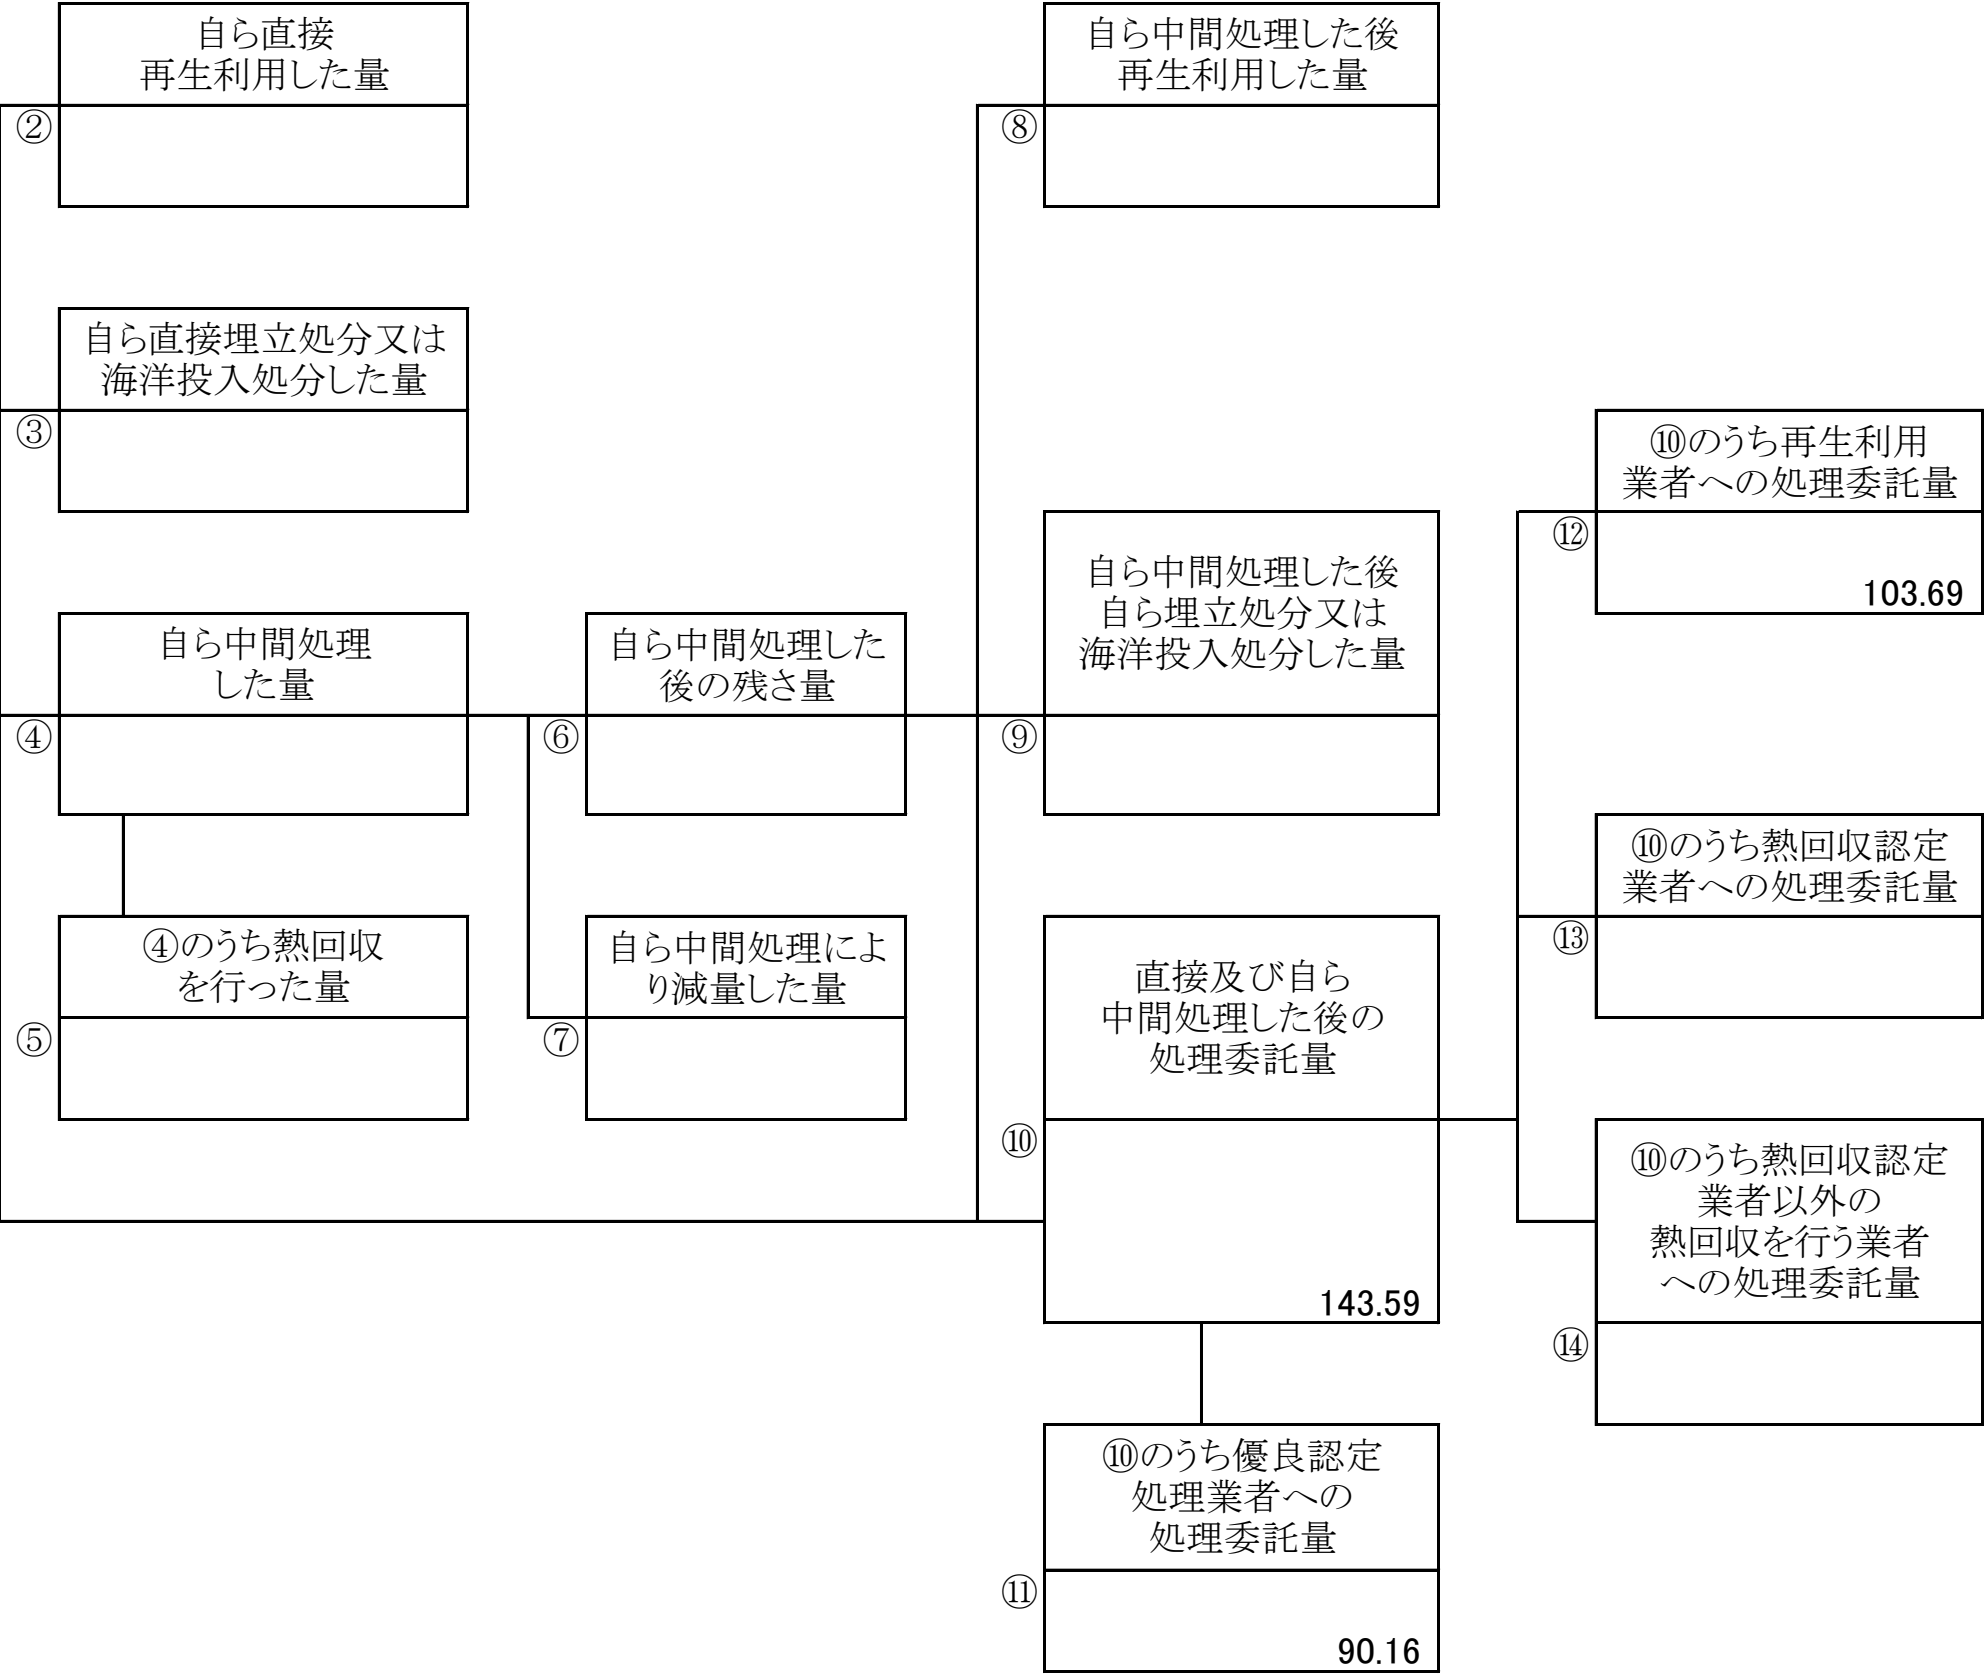 自ら直接
再生利用した量
②
自ら中間処理した後
再生利用した量
⑧
自ら直接埋立処分又は
海洋投入処分した量
③
⑩のうち再生利用
業者への処理委託量
⑫
103.69
自ら中間処理
した量
④
自ら中間処理した
後の残さ量
⑥
自ら中間処理した後
自ら埋立処分又は
海洋投入処分した量
⑨
⑩のうち熱回収認定
業者への処理委託量
⑬
④のうち熱回収
を行った量
⑤
自ら中間処理によ
り減量した量
⑦
直接及び自ら
中間処理した後の
処理委託量
⑩
143.59
⑩のうち熱回収認定
業者以外の
熱回収を行う業者
への処理委託量
⑭
⑩のうち優良認定
処理業者への
処理委託量
⑪
90.16